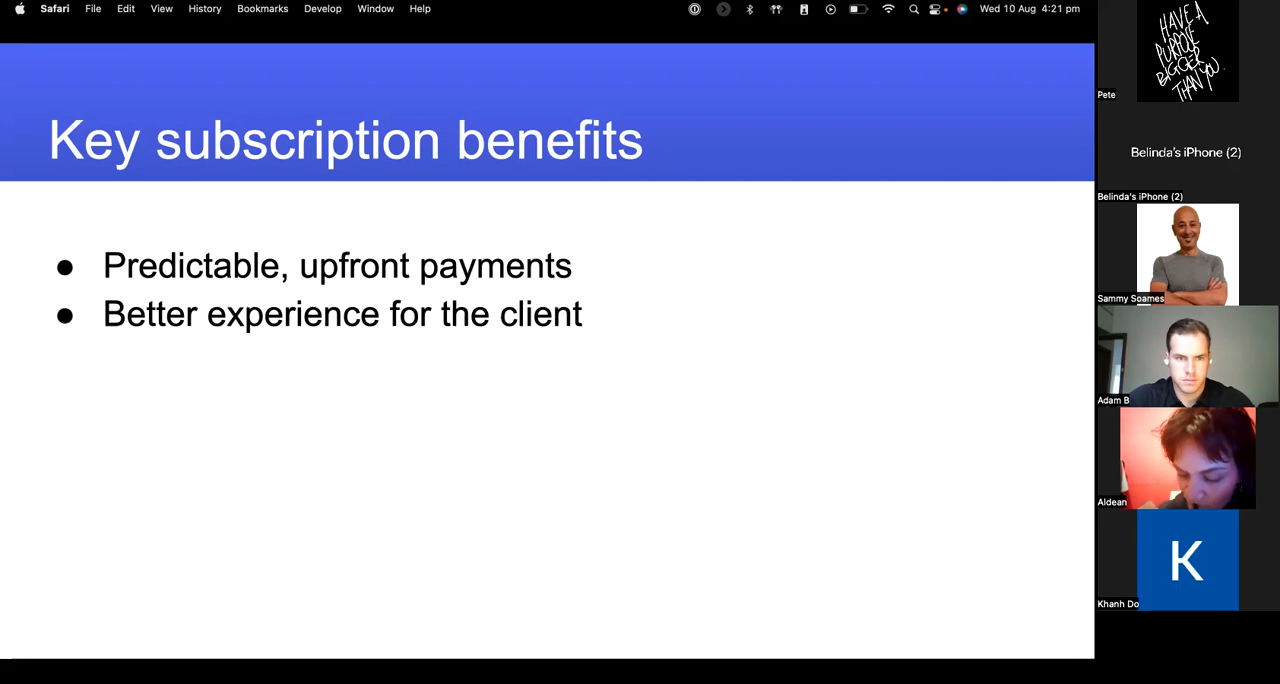 Safari File Edit View History Bookmarks Develop Window Help Wed 10 Aug 4:21 pm
Key subscription benefits
● Predictable, upfront payments
● Better experience for the client
HAVE A
PURPOSE
BIGGER
THAN YOU.
Pete
Belinda's iPhone (2)
Belinda's iPhone (2)
Sammy Soames
Adam B
Aldean
K
Khanh Do